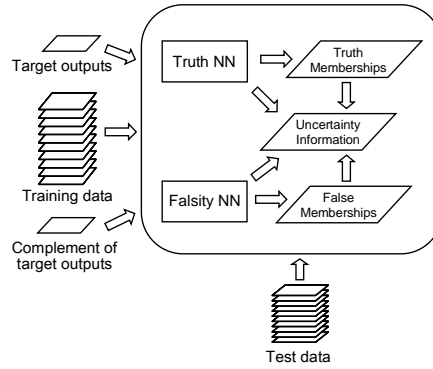 Target outputs
Truth NN
Truth
Memberships
Uncertainty
Information
Training data
Falsity NN
False
Memberships
Complement of
target outputs
Test data